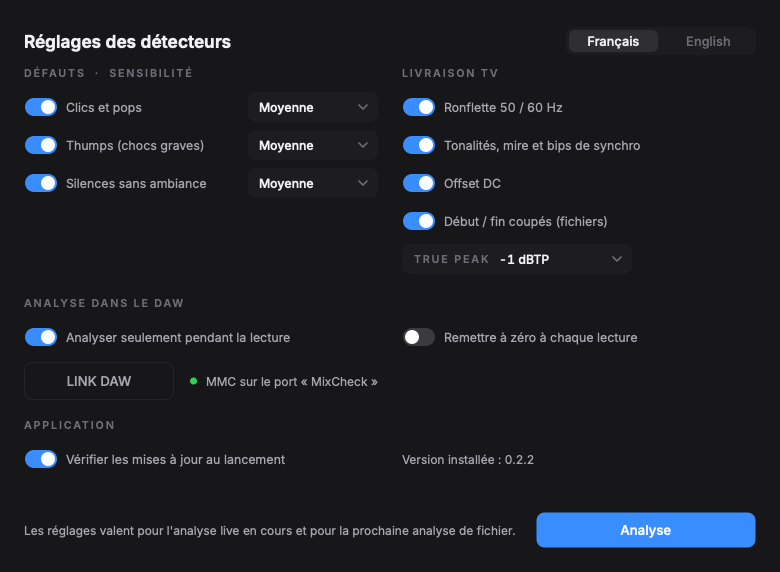 Réglages des détecteurs
Français
English
DÉFAUTS · SENSIBILITÉ
LIVRAISON TV
Clics et pops
Moyenne
Ronflette 50 / 60 Hz
Thumps (chocs graves)
Moyenne
Tonalités, mire et bips de synchro
Silences sans ambiance
Moyenne
Offset DC
Début / fin coupés (fichiers)
TRUE PEAK -1 dBTP
ANALYSE DANS LE DAW
Analyser seulement pendant la lecture
Remettre à zéro à chaque lecture
LINK DAW
MMC sur le port « MixCheck »
APPLICATION
Vérifier les mises à jour au lancement
Version installée : 0.2.2
Les réglages valent pour l'analyse live en cours et pour la prochaine analyse de fichier.
Analyse